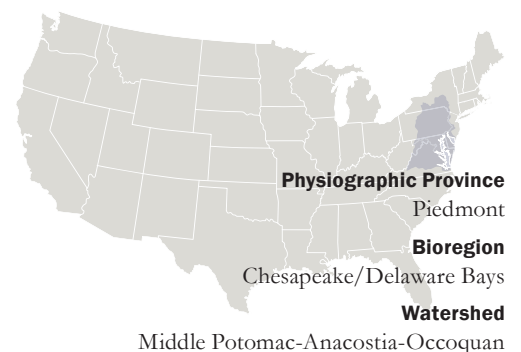 Physiographic Province
Piedmont
Bioregion
Chesapeake/Delaware Bays
Watershed
Middle Potomac-Anacostia-Occoquan